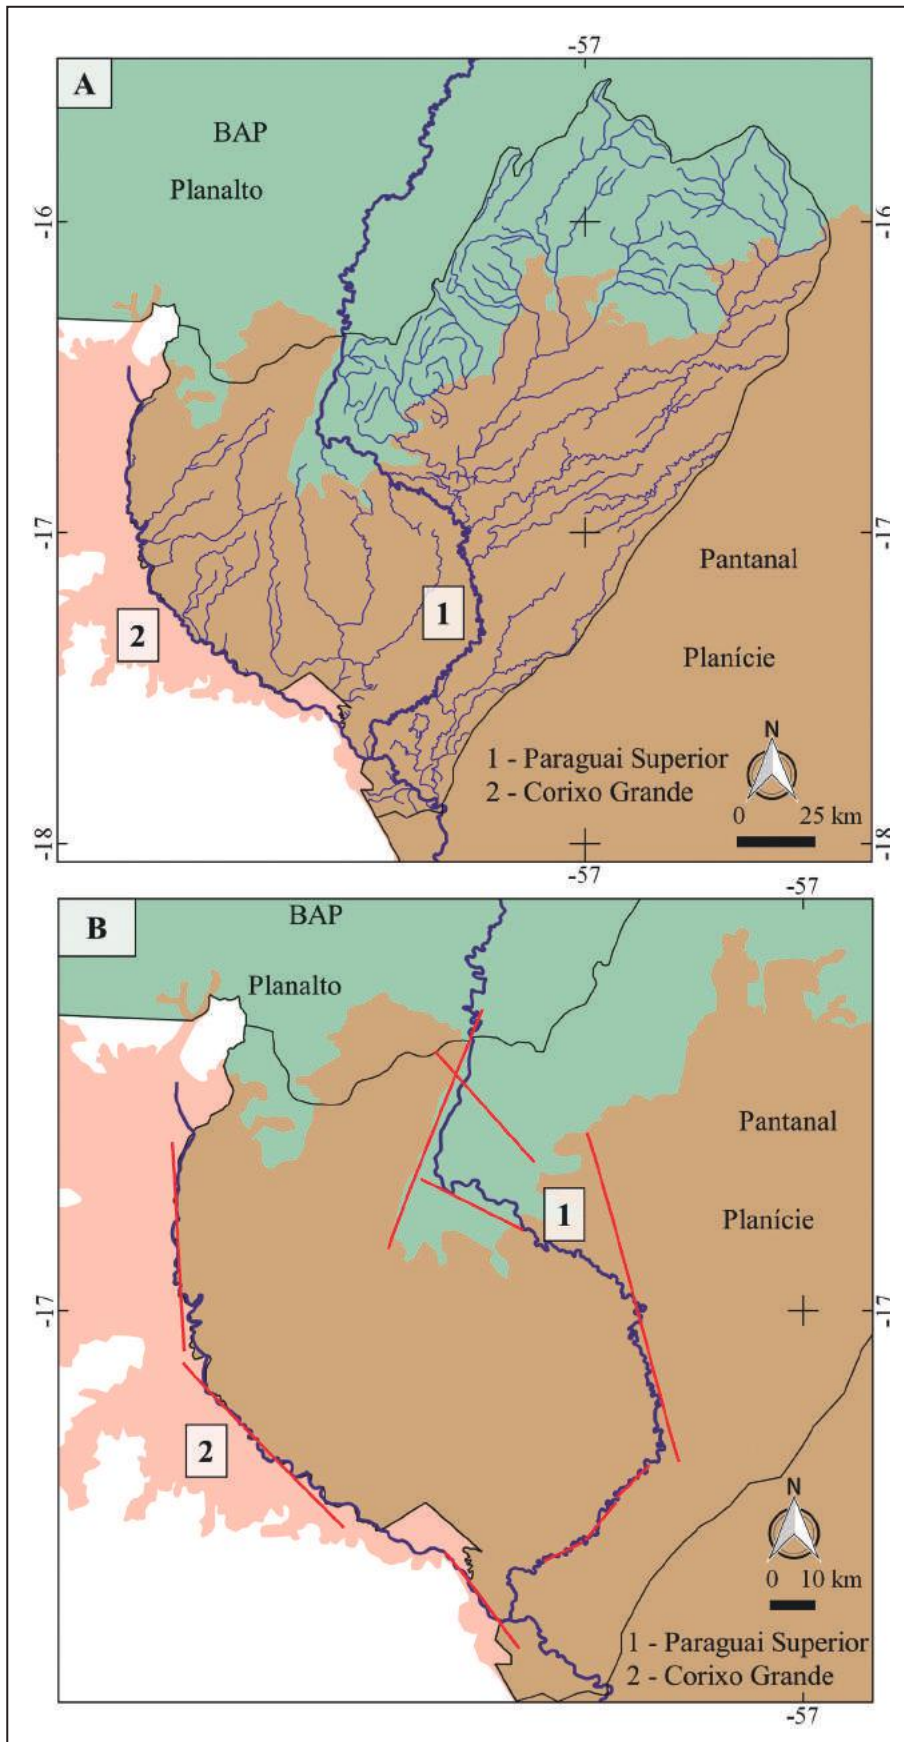 -57
A
BAP
Planalto
-16
-16
-17
-17
Pantanal
1
2
Planície
N
1 - Paraguai Superior
2 - Corixo Grande
0 25 km
-18
-18
-57
-57
B
BAP
Planalto
Pantanal
1
Planície
-17
-17
2
N
0 10 km
1 - Paraguai Superior
2 - Corixo Grande
-57